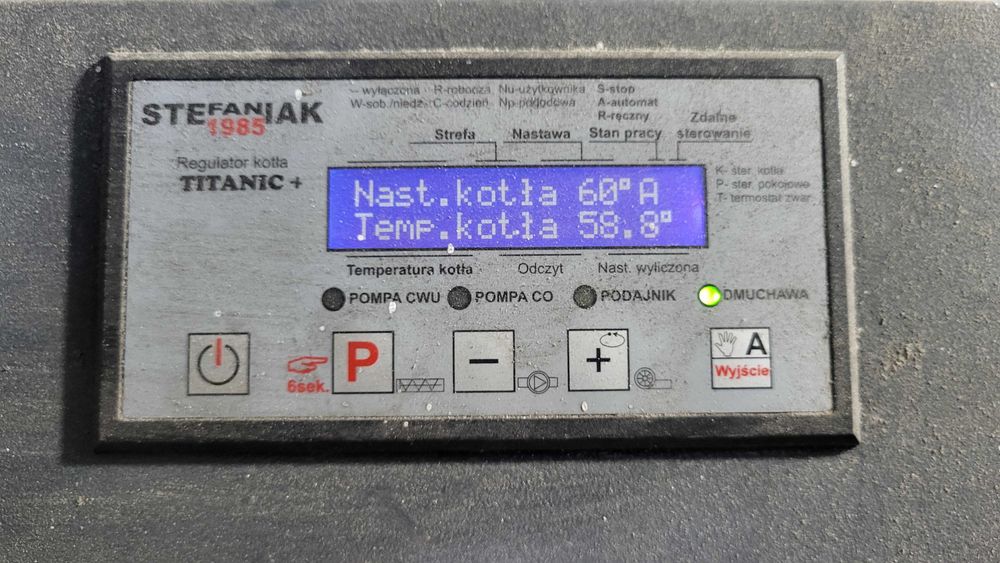 – wyłączona R-robocza Nu-użytkownika S-stop
W-sob./niedz. C-codzień Np-pogodowa A-automat
R-ręczny
STEFANIAK
1985
Strefa Nastawa Stan pracy Zdalne sterowanie
Regulator kotła
TITANIC +
K- ster. kotła
P- ster. pokojowe
T- termostat zwar.
Nast.kotła 60°A
Temp.kotła 58.8°
Temperatura kotła Odczyt Nast. wyliczona
POMPA CWU POMPA CO PODAJNIK DMUCHAWA
6sek. P − + A
Wyjście